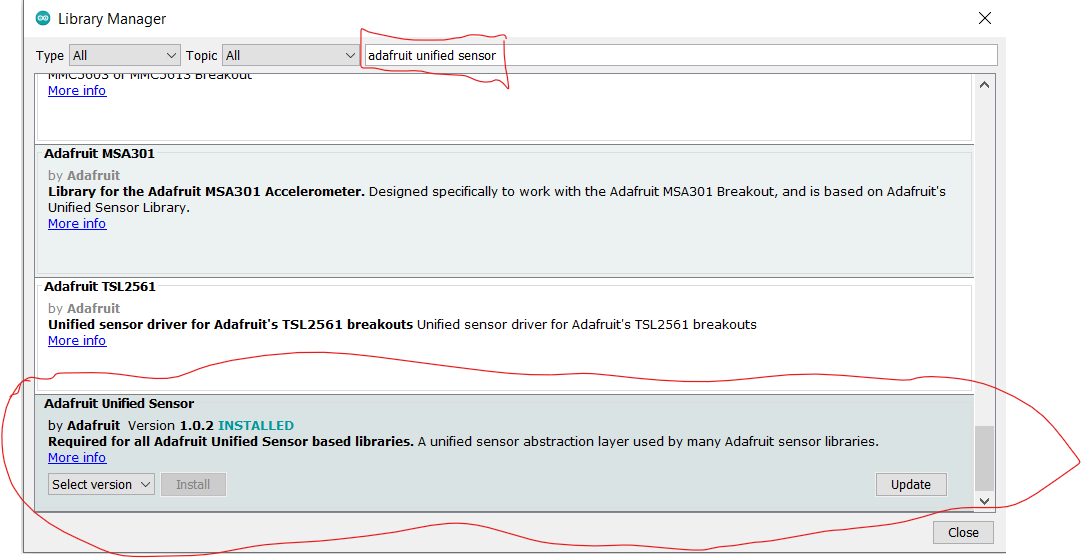 Library Manager
Type All Topic All adafruit unified sensor
MMC5603 or MMC5613 Breakout
More info
Adafruit MSA301
by Adafruit
Library for the Adafruit MSA301 Accelerometer. Designed specifically to work with the Adafruit MSA301 Breakout, and is based on Adafruit's
Unified Sensor Library.
More info
Adafruit TSL2561
by Adafruit
Unified sensor driver for Adafruit's TSL2561 breakouts Unified sensor driver for Adafruit's TSL2561 breakouts
More info
Adafruit Unified Sensor
by Adafruit Version 1.0.2 INSTALLED
Required for all Adafruit Unified Sensor based libraries. A unified sensor abstraction layer used by many Adafruit sensor libraries.
More info
Select version Install Update
Close